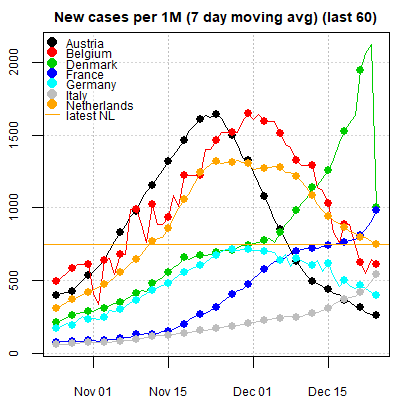 New cases per 1M (7 day moving avg) (last 60)
Austria
Belgium
Denmark
France
Germany
Italy
Netherlands
latest NL
2000
1500
1000
500
0
Nov 01 Nov 15 Dec 01 Dec 15